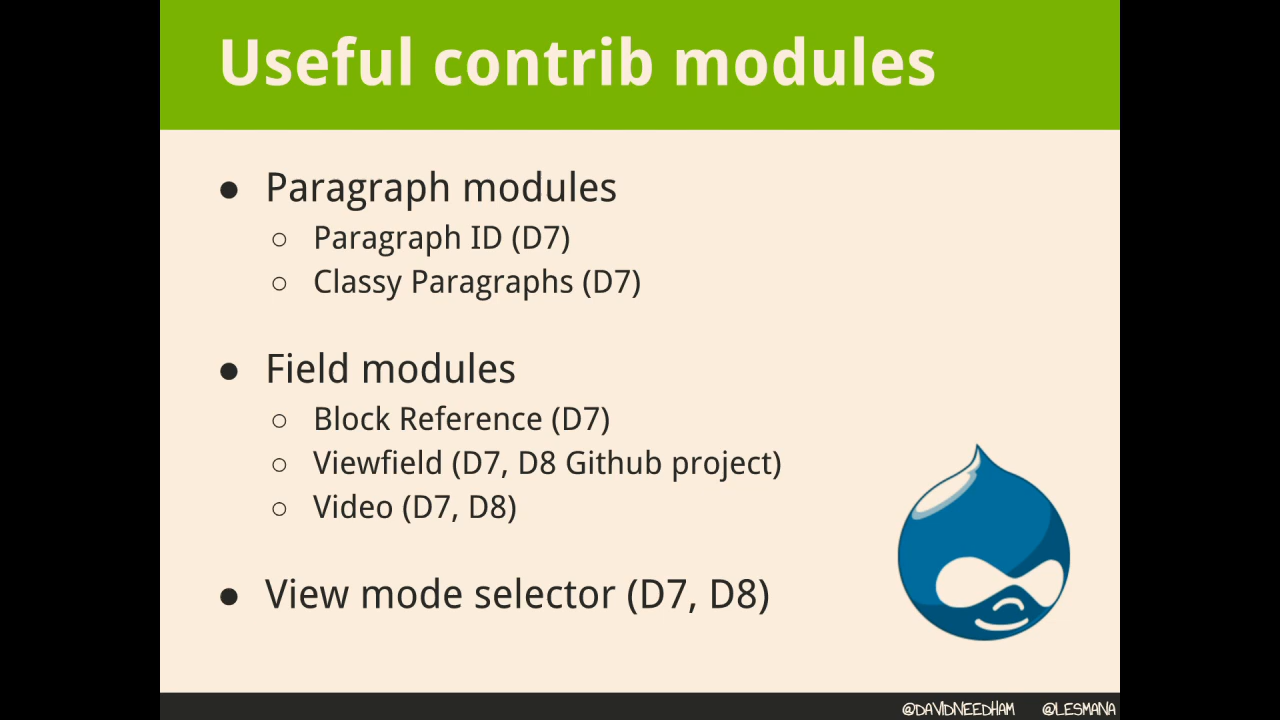 Useful contrib modules
● Paragraph modules
○ Paragraph ID (D7)
○ Classy Paragraphs (D7)
● Field modules
○ Block Reference (D7)
○ Viewfield (D7, D8 Github project)
○ Video (D7, D8)
● View mode selector (D7, D8)
@DAVIDNEEDHAM @LESMANA